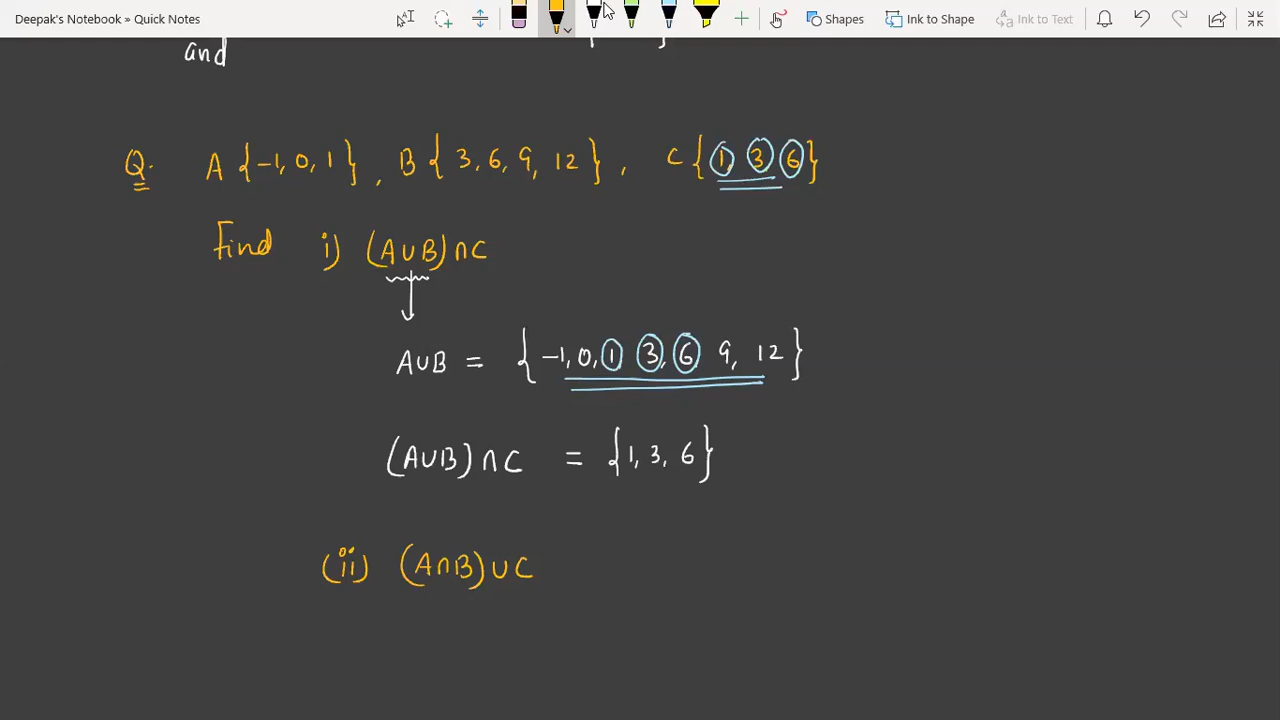 Deepak's Notebook » Quick Notes
Shapes Ink to Shape Ink to Text
and
Q. A {-1, 0, 1}, B {3, 6, 9, 12}, C {1, 3 6}
Find i) (A∪B)∩C
A∪B = {-1, 0, 1 3, 6 9, 12}
(A∪B)∩C = {1, 3, 6}
(ii) (A∩B)∪C